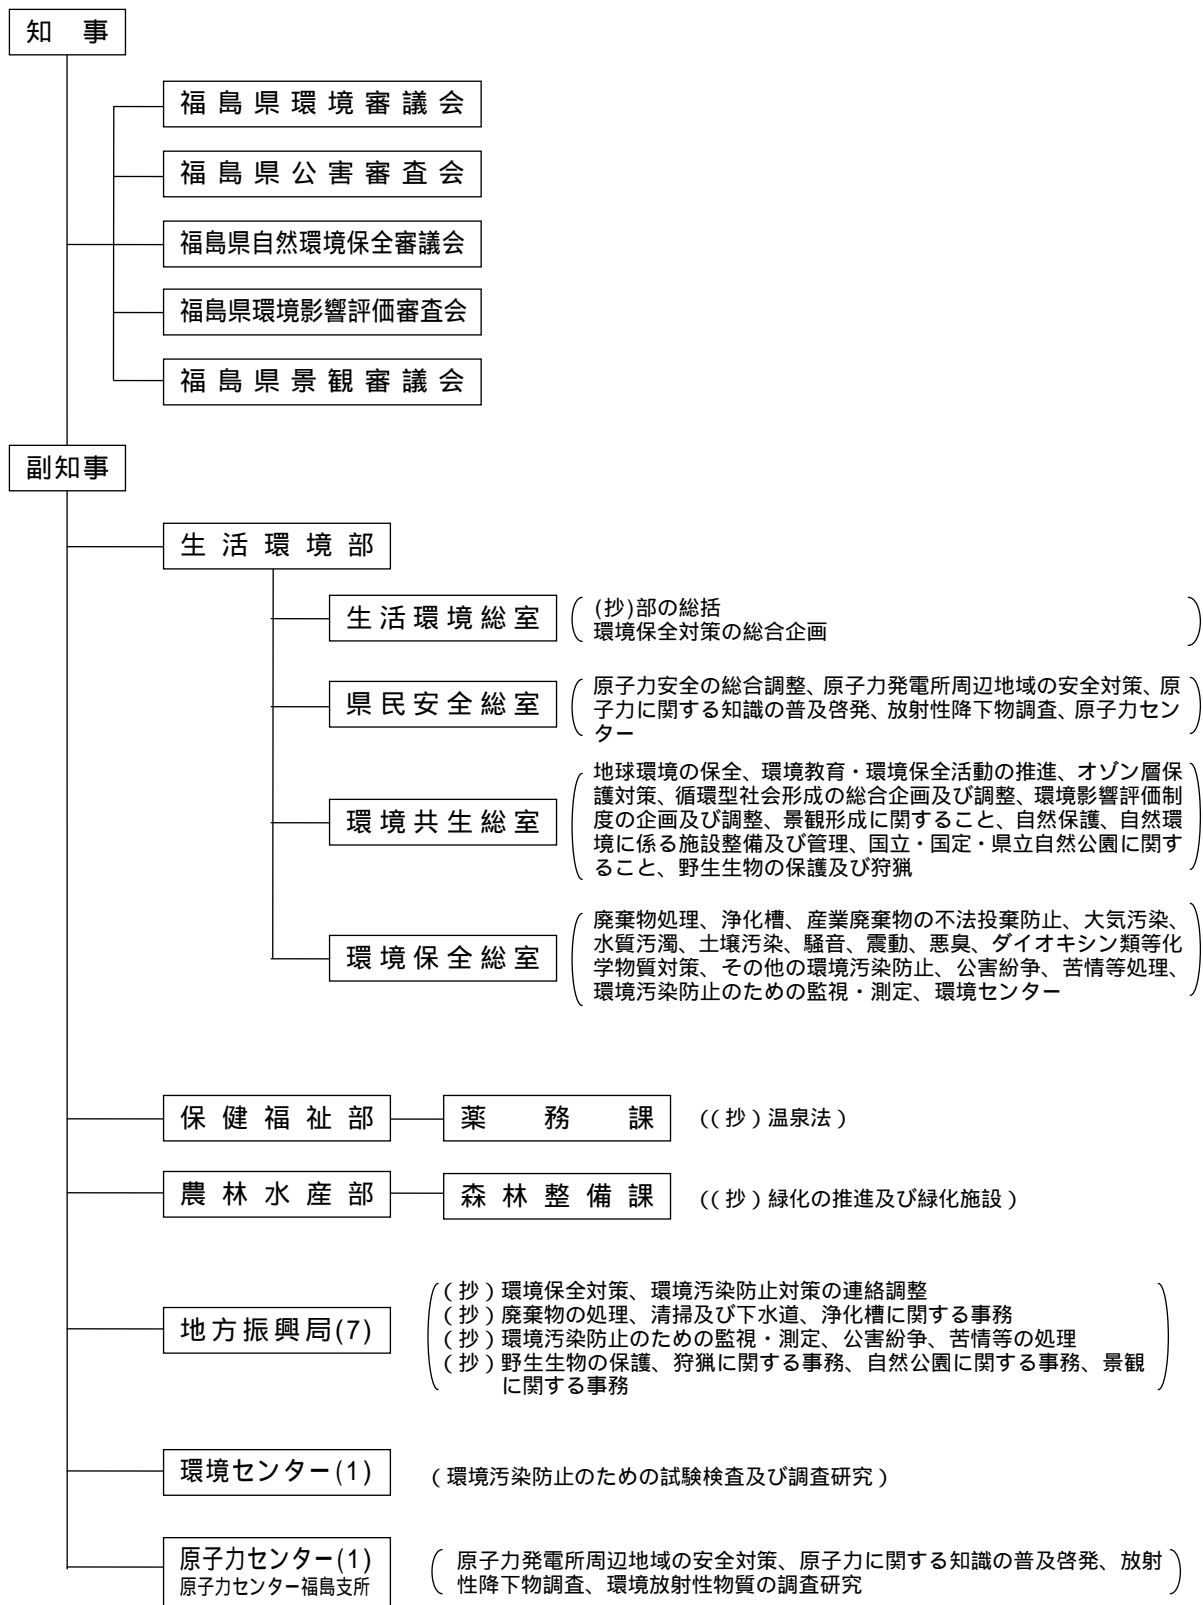 知 事
福島県環境審議会
福島県公害審査会
福島県自然環境保全審議会
福島県環境影響評価審査会
福島県景観審議会
副知事
生活環境部
生活環境総室
(抄)部の総括
環境保全対策の総合企画
県民安全総室
原子力安全の総合調整、原子力発電所周辺地域の安全対策、原
子力に関する知識の普及啓発、放射性降下物調査、原子力セン
ター
環境共生総室
地球環境の保全、環境教育・環境保全活動の推進、オゾン層保
護対策、循環型社会形成の総合企画及び調整、環境影響評価制
度の企画及び調整、景観形成に関すること、自然保護、自然環
境に係る施設整備及び管理、国立・国定・県立自然公園に関す
ること、野生生物の保護及び狩猟
環境保全総室
廃棄物処理、浄化槽、産業廃棄物の不法投棄防止、大気汚染、
水質汚濁、土壌汚染、騒音、震動、悪臭、ダイオキシン類等化
学物質対策、その他の環境汚染防止、公害紛争、苦情等処理、
環境汚染防止のための監視・測定、環境センター
保健福祉部
薬務課
((抄)温泉法)
農林水産部
森林整備課
((抄)緑化の推進及び緑化施設)
地方振興局(7)
(抄)環境保全対策、環境汚染防止対策の連絡調整
(抄)廃棄物の処理、清掃及び下水道、浄化槽に関する事務
(抄)環境汚染防止のための監視・測定、公害紛争、苦情等の処理
(抄)野生生物の保護、狩猟に関する事務、自然公園に関する事務、景観
に関する事務
環境センター(1)
(環境汚染防止のための試験検査及び調査研究)
原子力センター(1)
原子力センター福島支所
原子力発電所周辺地域の安全対策、原子力に関する知識の普及啓発、放射
性降下物調査、環境放射性物質の調査研究